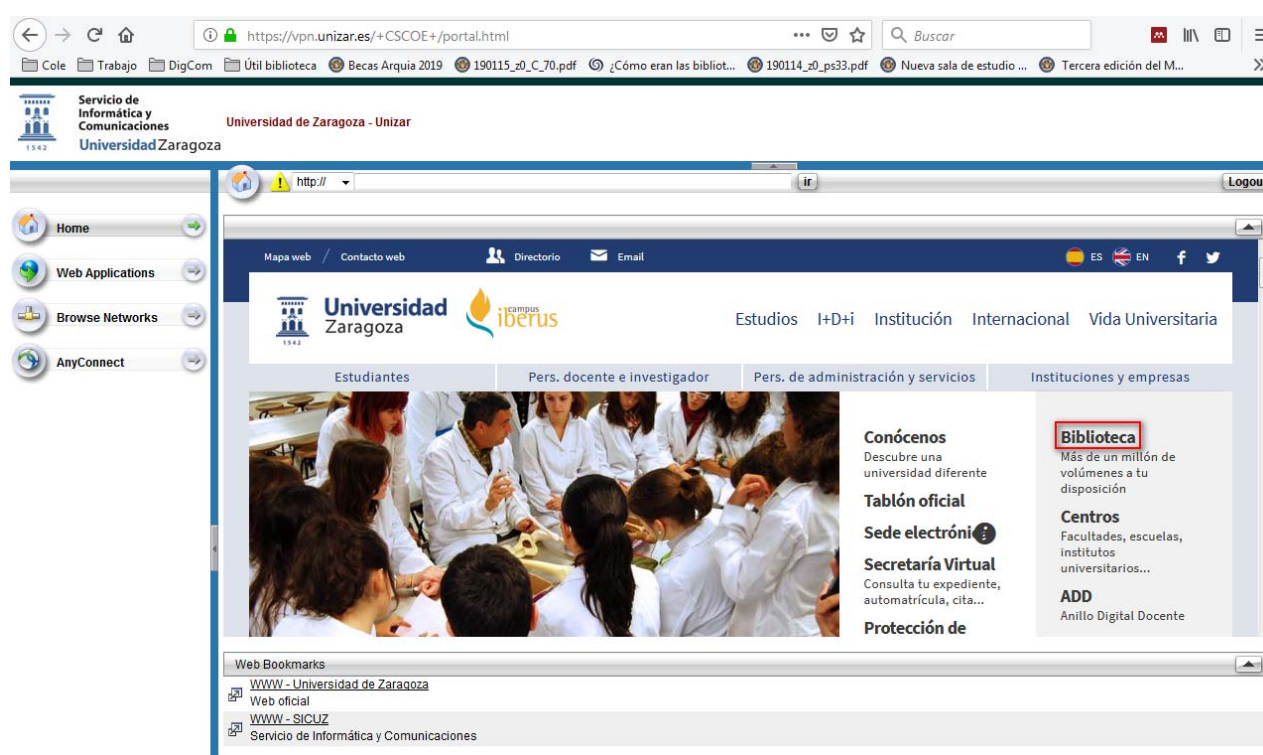 https://vpn.unizar.es/+CSCOE+/portal.html
Buscar
Cole Trabajo DigCom Útil biblioteca Becas Arquia 2019 190115_z0_C_70.pdf ¿Cómo eran las bibliot... 190114_z0_ps33.pdf Nueva sala de estudio ... Tercera edición del M...
Servicio de
Informática y
Comunicaciones
Universidad Zaragoza
1542
Universidad de Zaragoza - Unizar
http://
ir
Logou
Home
Web Applications
Browse Networks
AnyConnect
Mapa web / Contacto web Directorio Email ES EN
Universidad
Zaragoza
1542
campus
iberus
Estudios I+D+i Institución Internacional Vida Universitaria
Estudiantes Pers. docente e investigador Pers. de administración y servicios Instituciones y empresas
Conócenos
Descubre una
universidad diferente
Tablón oficial
Sede electróni
Secretaría Virtual
Consulta tu expediente,
automatrícula, cita...
Protección de
Biblioteca
Más de un millón de
volúmenes a tu
disposición
Centros
Facultades, escuelas,
institutos
universitarios...
ADD
Anillo Digital Docente
Web Bookmarks
WWW - Universidad de Zaragoza
Web oficial
WWW - SICUZ
Servicio de Informática y Comunicaciones